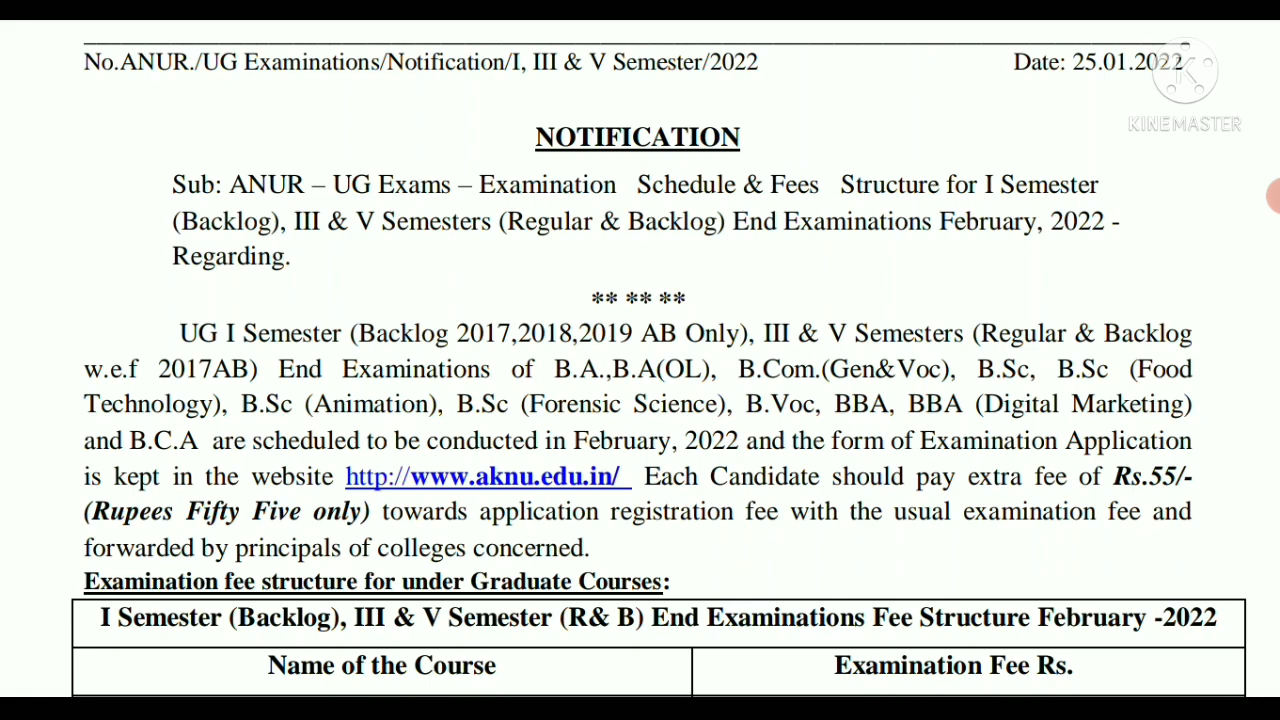 No.ANUR./UG Examinations/Notification/I, III & V Semester/2022 Date: 25.01.2022
KINEMASTER
NOTIFICATION
Sub: ANUR – UG Exams – Examination Schedule & Fees Structure for I Semester
(Backlog), III & V Semesters (Regular & Backlog) End Examinations February, 2022 -
Regarding.
** ** **
UG I Semester (Backlog 2017,2018,2019 AB Only), III & V Semesters (Regular & Backlog
w.e.f 2017AB) End Examinations of B.A.,B.A(OL), B.Com.(Gen&Voc), B.Sc, B.Sc (Food
Technology), B.Sc (Animation), B.Sc (Forensic Science), B.Voc, BBA, BBA (Digital Marketing)
and B.C.A are scheduled to be conducted in February, 2022 and the form of Examination Application
is kept in the website http://www.aknu.edu.in/ Each Candidate should pay extra fee of Rs.55/-
(Rupees Fifty Five only) towards application registration fee with the usual examination fee and
forwarded by principals of colleges concerned.
Examination fee structure for under Graduate Courses:
I Semester (Backlog), III & V Semester (R& B) End Examinations Fee Structure February -2022
Name of the Course Examination Fee Rs.